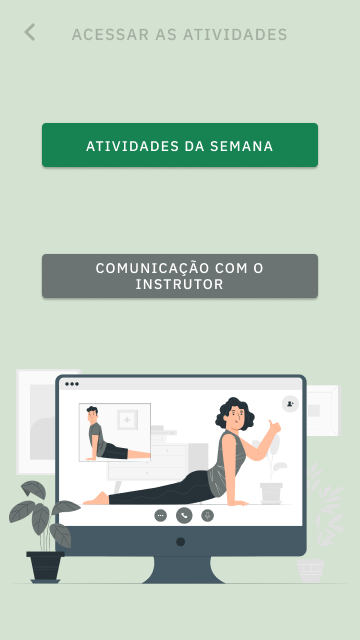 ACESSAR AS ATIVIDADES
ATIVIDADES DA SEMANA
COMUNICAÇÃO COM O
INSTRUTOR